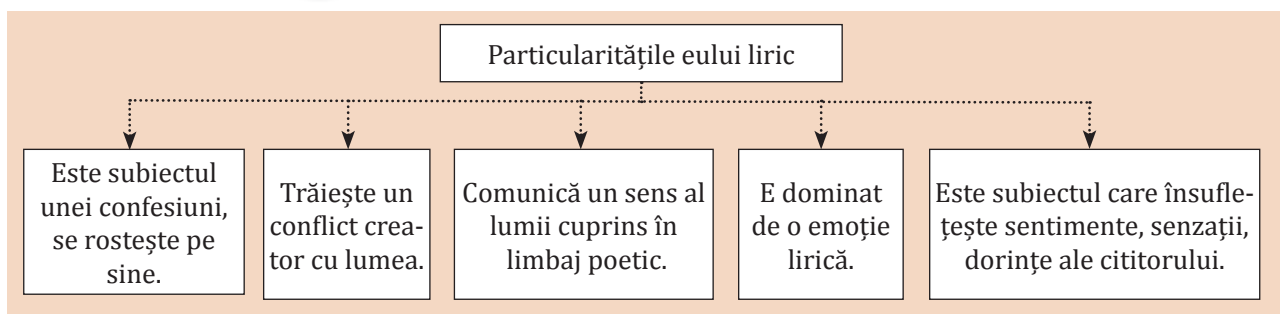 Particularitățile eului liric
Este subiectul
unei confesiuni,
se rostește pe
sine.
Trăiește un
conflict crea-
tor cu lumea.
Comunică un sens al
lumii cuprins în
limbaj poetic.
E dominat
de o emoție
lirică.
Este subiectul care însufle-
țește sentimente, senzații,
dorințe ale cititorului.